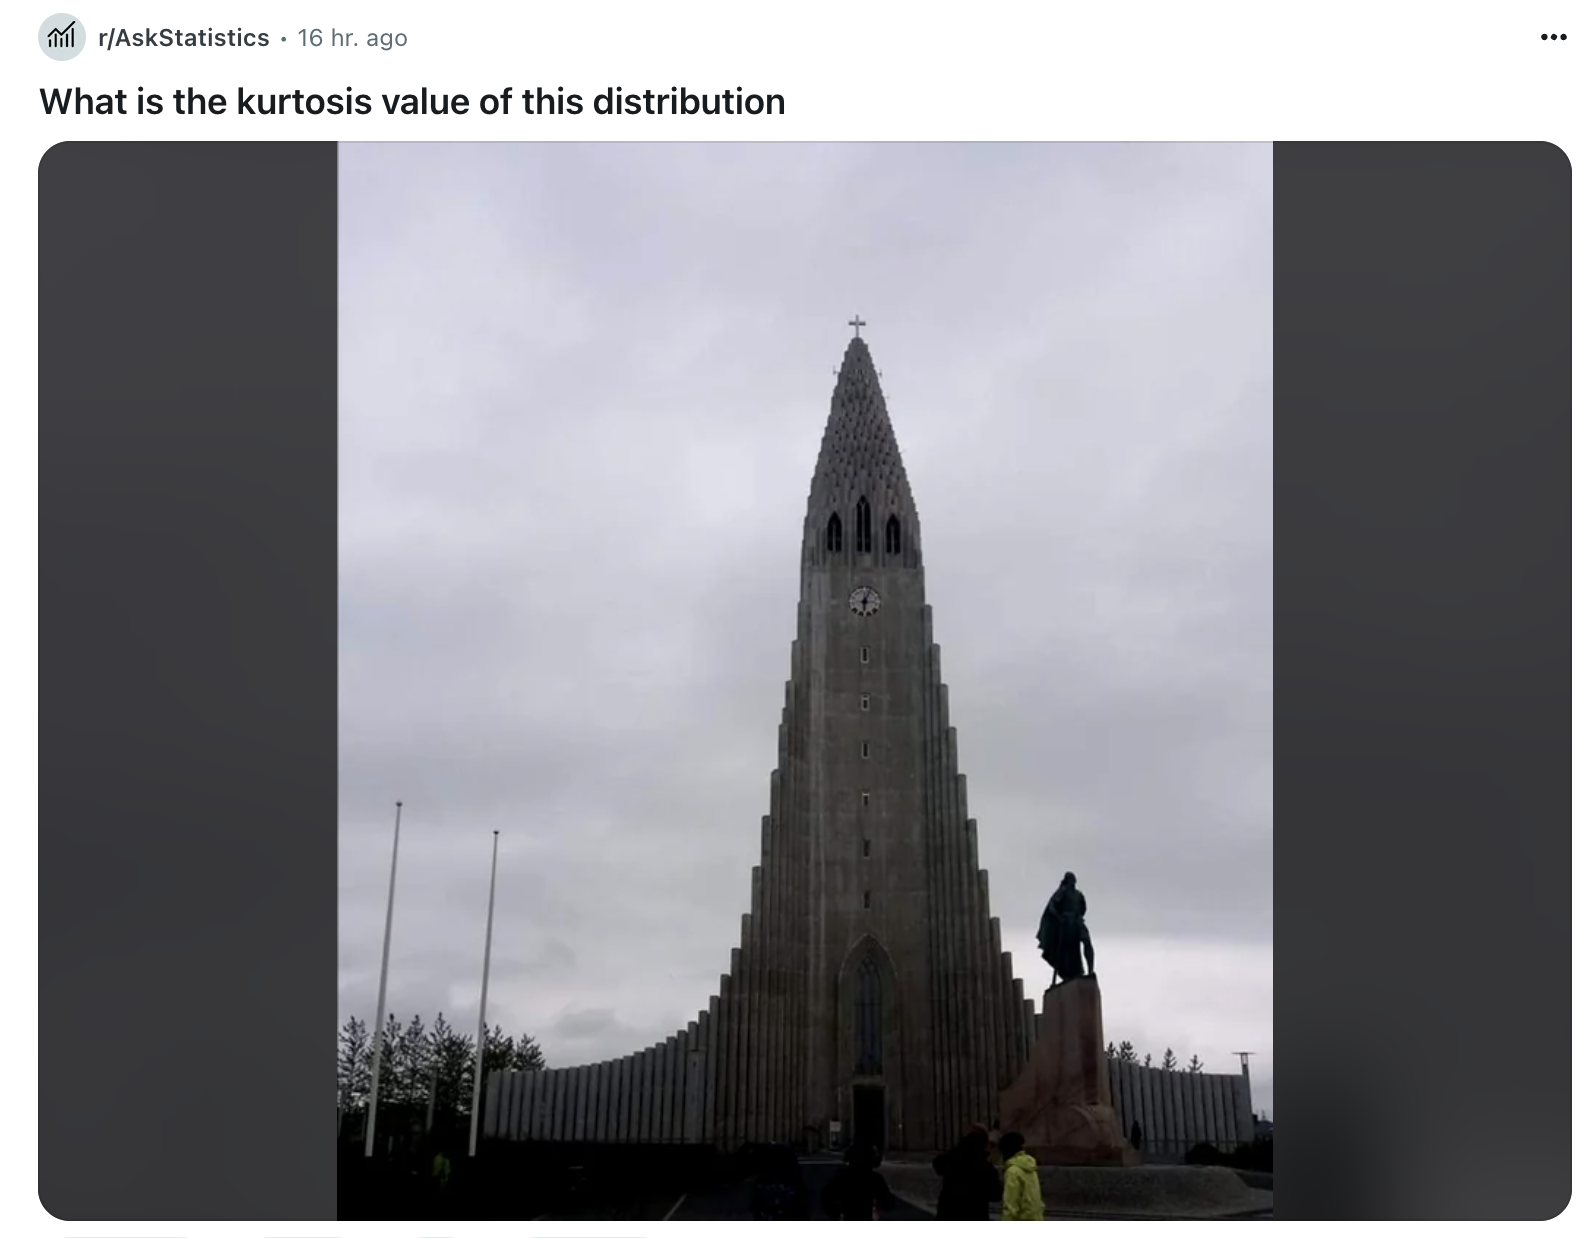 r/AskStatistics • 16 hr. ago
What is the kurtosis value of this distribution